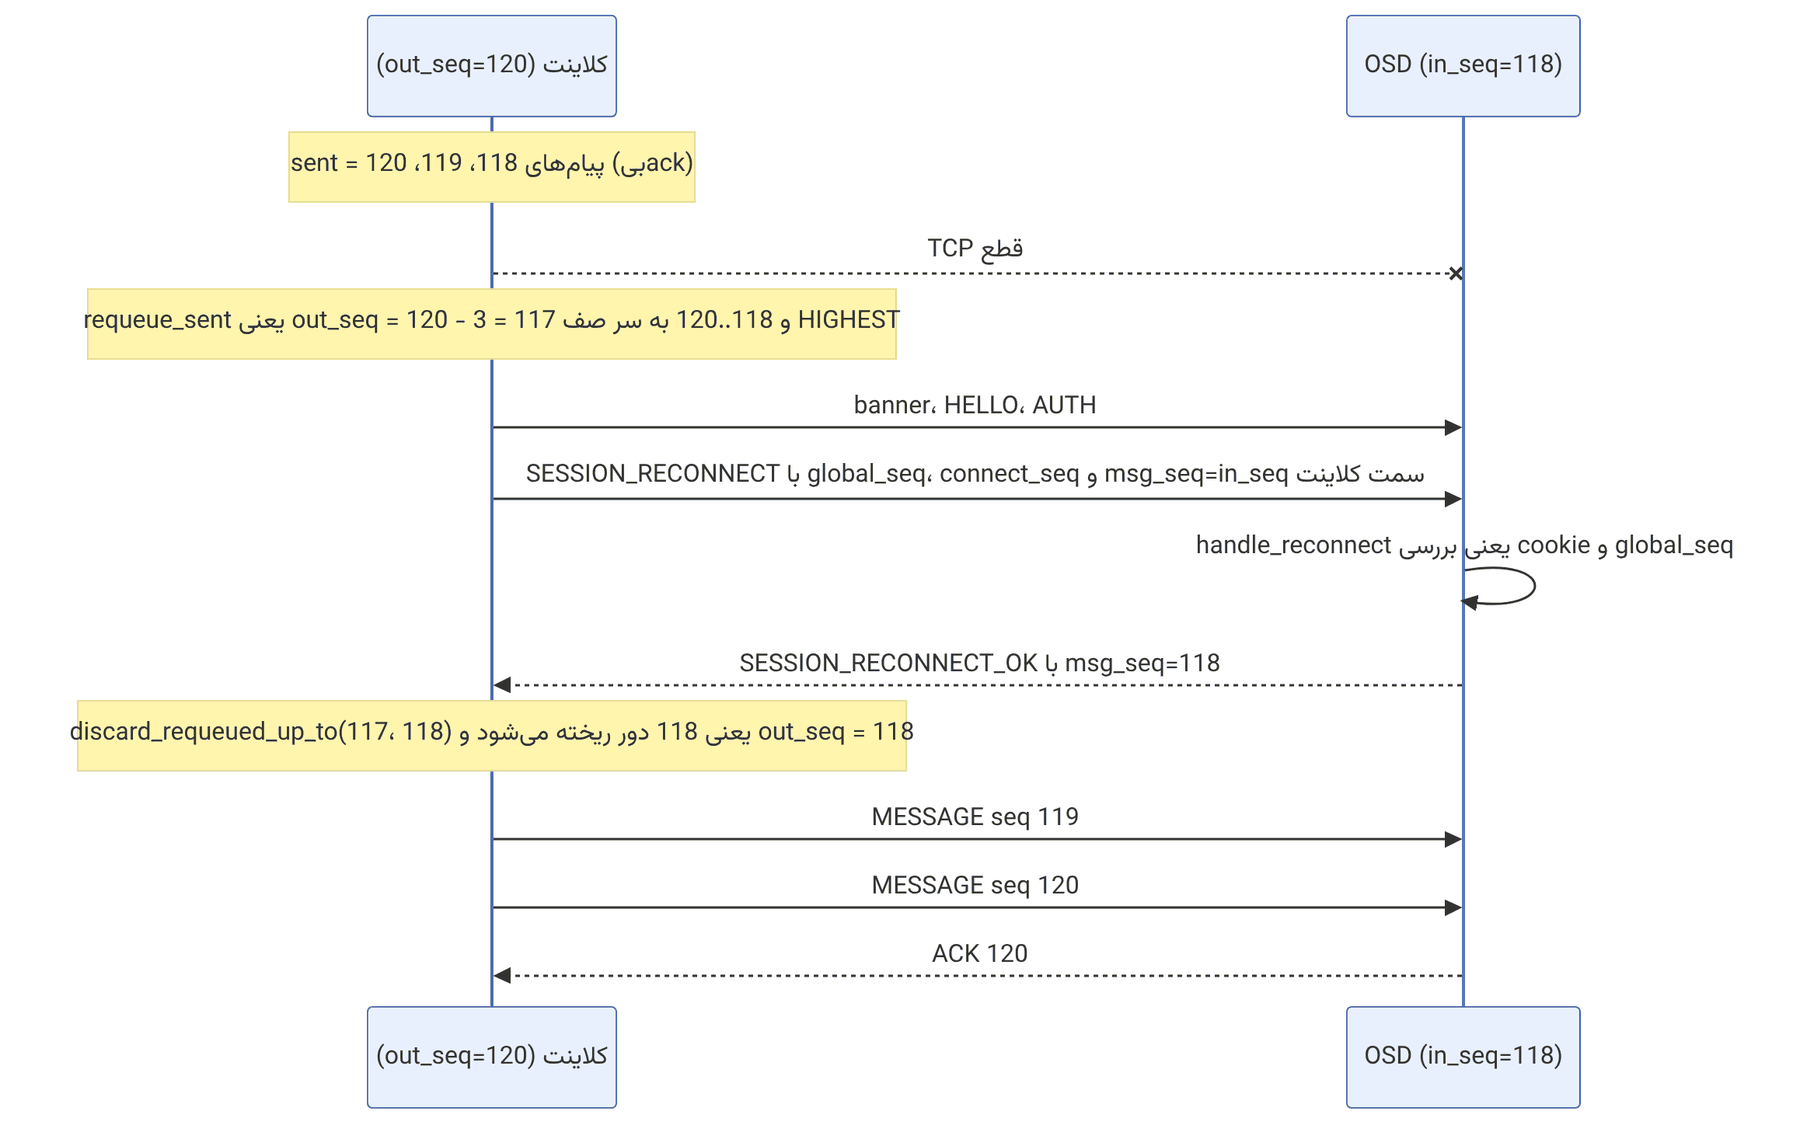 کلاینت (out_seq=120)
OSD (in_seq=118)
sent = پیام‌های 118، 119، 120 (بیack)
قطع TCP
requeue_sent یعنی out_seq = 120 - 3 = 117 و 118..120 به سر صف HIGHEST
banner، HELLO، AUTH
SESSION_RECONNECT با global_seq، connect_seq و msg_seq=in_seq سمت کلاینت
handle_reconnect یعنی بررسی cookie و global_seq
SESSION_RECONNECT_OK با msg_seq=118
discard_requeued_up_to(117، 118) یعنی 118 دور ریخته می‌شود و out_seq = 118
MESSAGE seq 119
MESSAGE seq 120
ACK 120
کلاینت (out_seq=120)
OSD (in_seq=118)